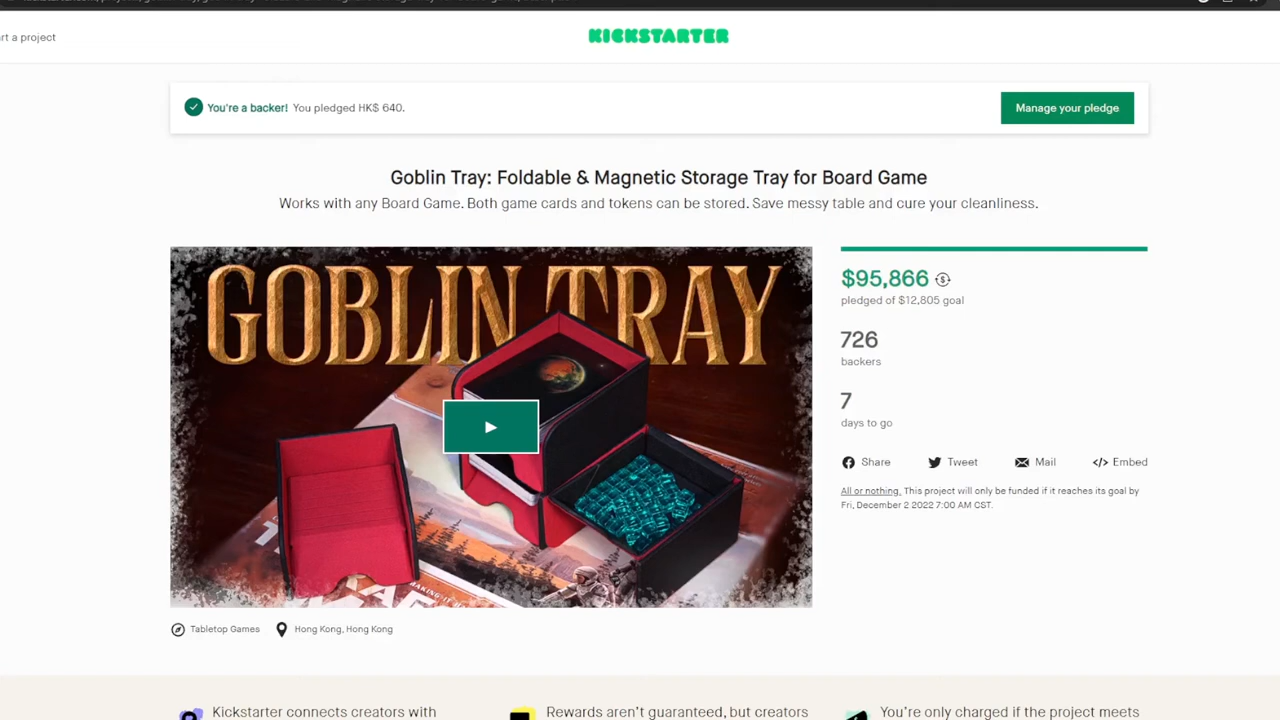 rt a project
KICKSTARTER
You're a backer! You pledged HK$ 640.
Manage your pledge
Goblin Tray: Foldable & Magnetic Storage Tray for Board Game
Works with any Board Game. Both game cards and tokens can be stored. Save messy table and cure your cleanliness.
GOBLIN TRAY
$95,866
pledged of $12,805 goal
726
backers
7
days to go
Share Tweet Mail Embed
All or nothing. This project will only be funded if it reaches its goal by
Fri, December 2 2022 7:00 AM CST.
Tabletop Games Hong Kong, Hong Kong
Kickstarter connects creators with
Rewards aren't guaranteed, but creators
You're only charged if the project meets